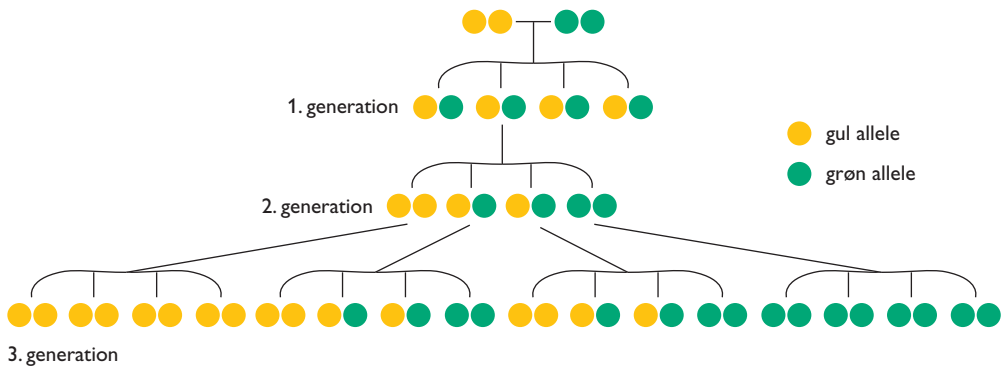 1. generation
gul allele
grøn allele
2. generation
3. generation